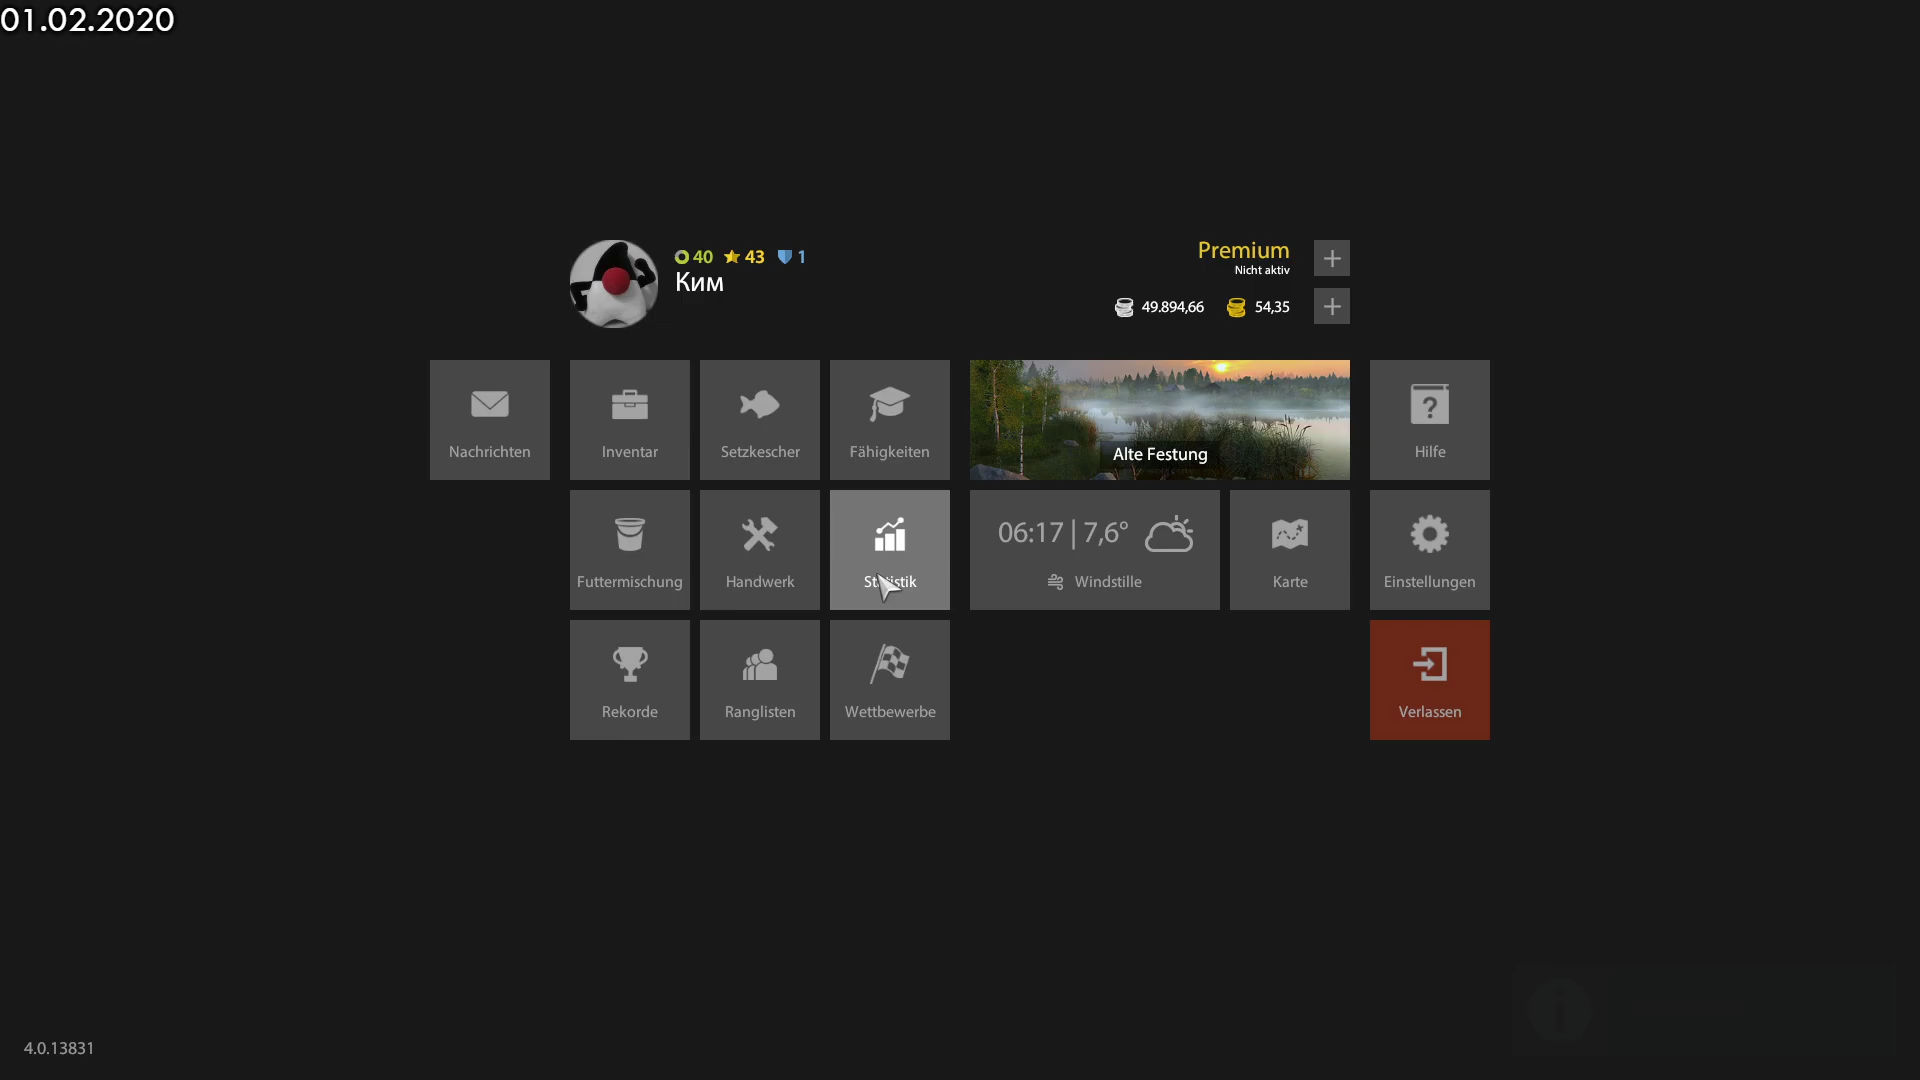 01.02.2020
40 43 1
Ким
Premium
Nicht aktiv
49.894,66 54,35
Nachrichten
Inventar
Setzkescher
Fähigkeiten
Alte Festung
Hilfe
Futtermischung
Handwerk
Statistik
06:17 | 7,6°
Windstille
Karte
Einstellungen
Rekorde
Ranglisten
Wettbewerbe
Verlassen
4.0.13831